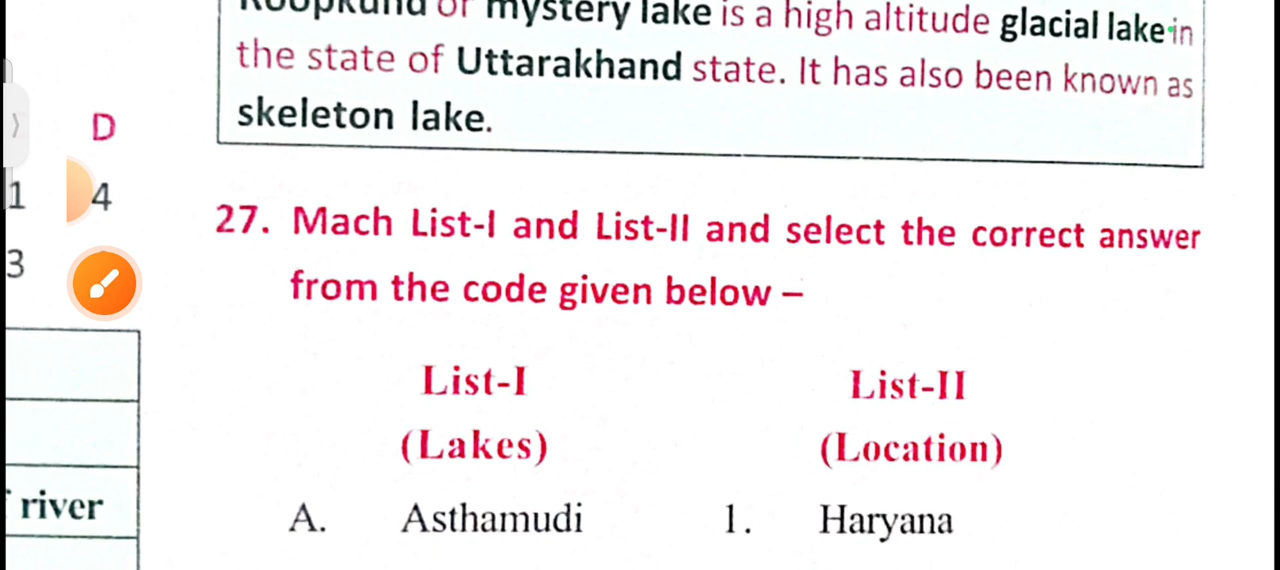 Roopkund or mystery lake is a high altitude glacial lake in
the state of Uttarakhand state. It has also been known as
skeleton lake.
D
1 4
3
27. Mach List-I and List-II and select the correct answer
from the code given below –
List-I List-II
(Lakes) (Location)
river
A. Asthamudi 1. Haryana